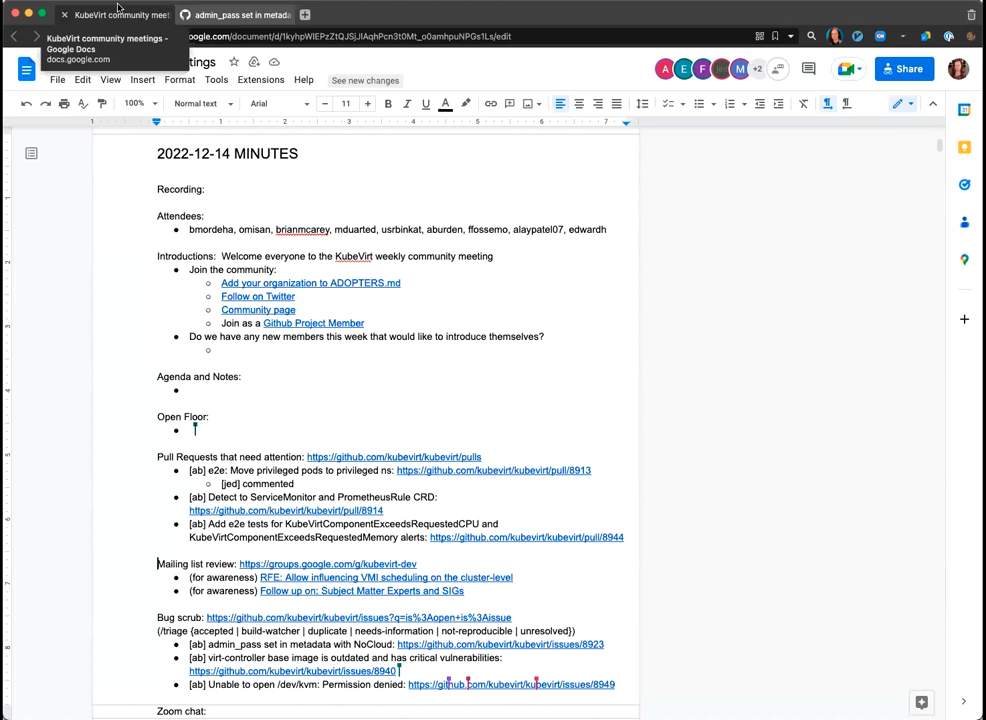 KubeVirt community meet
admin_pass set in metada
KubeVirt community meetings -
Google Docs
docs.google.com
gle.com/document/d/1kyhpWIEPzZtQJSjJIAqhPcn3t0Mt_o0amhpuNPGs1Ls/edit
tings
File Edit View Insert Format Tools Extensions Help See new changes
A E F jed M +2 Share
100% Normal text Arial 11 B I U A
1 1 2 3 4 5 6 7
2022-12-14 MINUTES
Recording:
Attendees:
bmordeha, omisan, brianmcarey, mduarted, usrbinkat, aburden, ffossemo, alaypatel07, edwardh
Introductions: Welcome everyone to the KubeVirt weekly community meeting
Join the community:
Add your organization to ADOPTERS.md
Follow on Twitter
Community page
Join as a Github Project Member
Do we have any new members this week that would like to introduce themselves?
Agenda and Notes:
Open Floor:
Pull Requests that need attention: https://github.com/kubevirt/kubevirt/pulls
[ab] e2e: Move privileged pods to privileged ns: https://github.com/kubevirt/kubevirt/pull/8913
[jed] commented
[ab] Detect to ServiceMonitor and PrometheusRule CRD:
https://github.com/kubevirt/kubevirt/pull/8914
[ab] Add e2e tests for KubeVirtComponentExceedsRequestedCPU and
KubeVirtComponentExceedsRequestedMemory alerts: https://github.com/kubevirt/kubevirt/pull/8944
Mailing list review: https://groups.google.com/g/kubevirt-dev
(for awareness) RFE: Allow influencing VMI scheduling on the cluster-level
(for awareness) Follow up on: Subject Matter Experts and SIGs
Bug scrub: https://github.com/kubevirt/kubevirt/issues?q=is%3Aopen+is%3Aissue
(/triage {accepted | build-watcher | duplicate | needs-information | not-reproducible | unresolved})
[ab] admin_pass set in metadata with NoCloud: https://github.com/kubevirt/kubevirt/issues/8923
[ab] virt-controller base image is outdated and has critical vulnerabilities:
https://github.com/kubevirt/kubevirt/issues/8940
[ab] Unable to open /dev/kvm: Permission denied: https://github.com/kubevirt/kubevirt/issues/8949
Zoom chat: